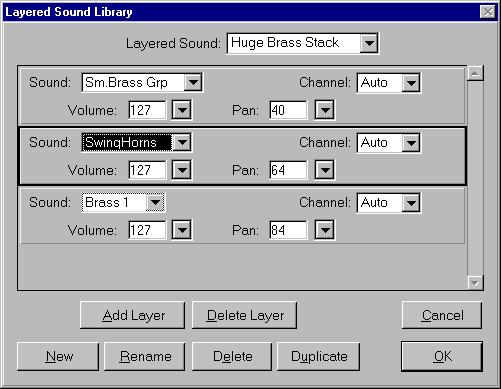 Layered Sound Library
Layered Sound: Huge Brass Stack
Sound: Sm.Brass Grp Channel: Auto
Volume: 127 Pan: 40
Sound: SwingHorns Channel: Auto
Volume: 127 Pan: 64
Sound: Brass 1 Channel: Auto
Volume: 127 Pan: 84
Add Layer Delete Layer Cancel
New Rename Delete Duplicate OK